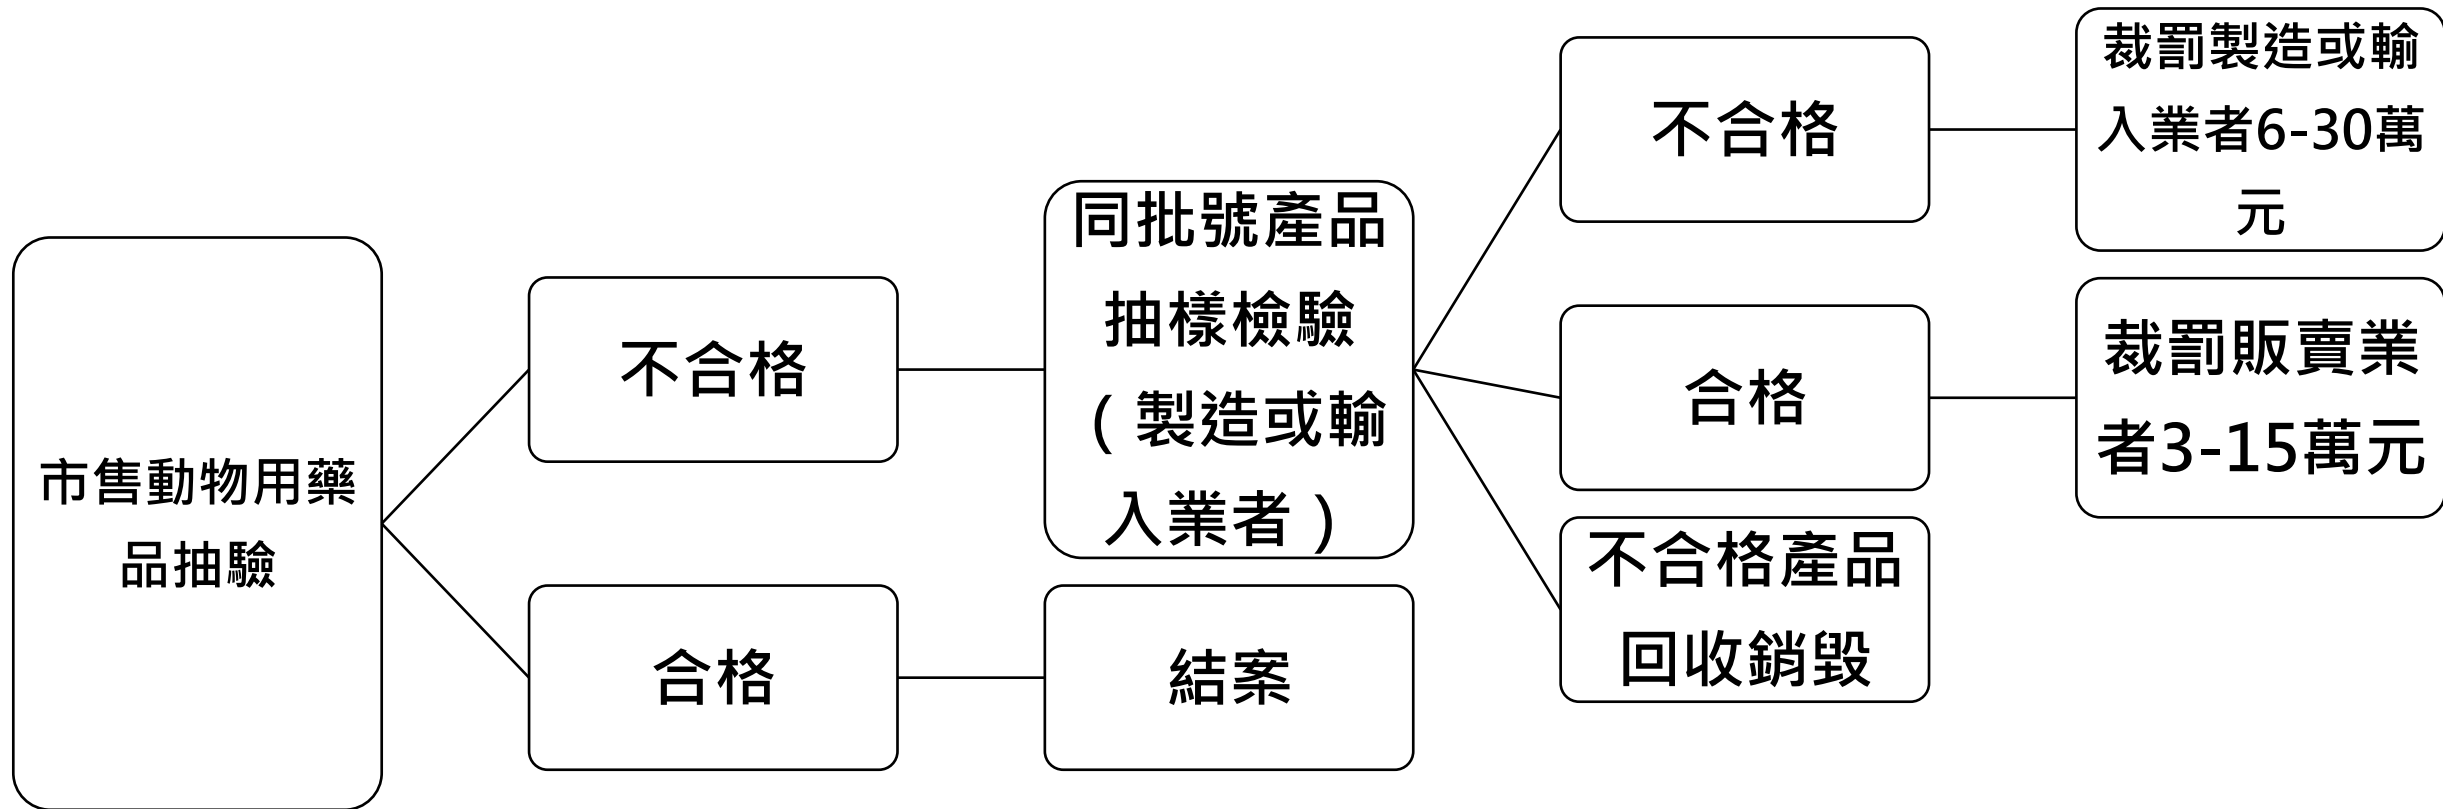 市售動物用藥
品抽驗
不合格
合格
同批號產品
抽樣檢驗
（製造或輸
入業者）
結案
不合格
合格
不合格產品
回收銷毀
裁罰製造或輸
入業者6-30萬
元
裁罰販賣業
者3-15萬元